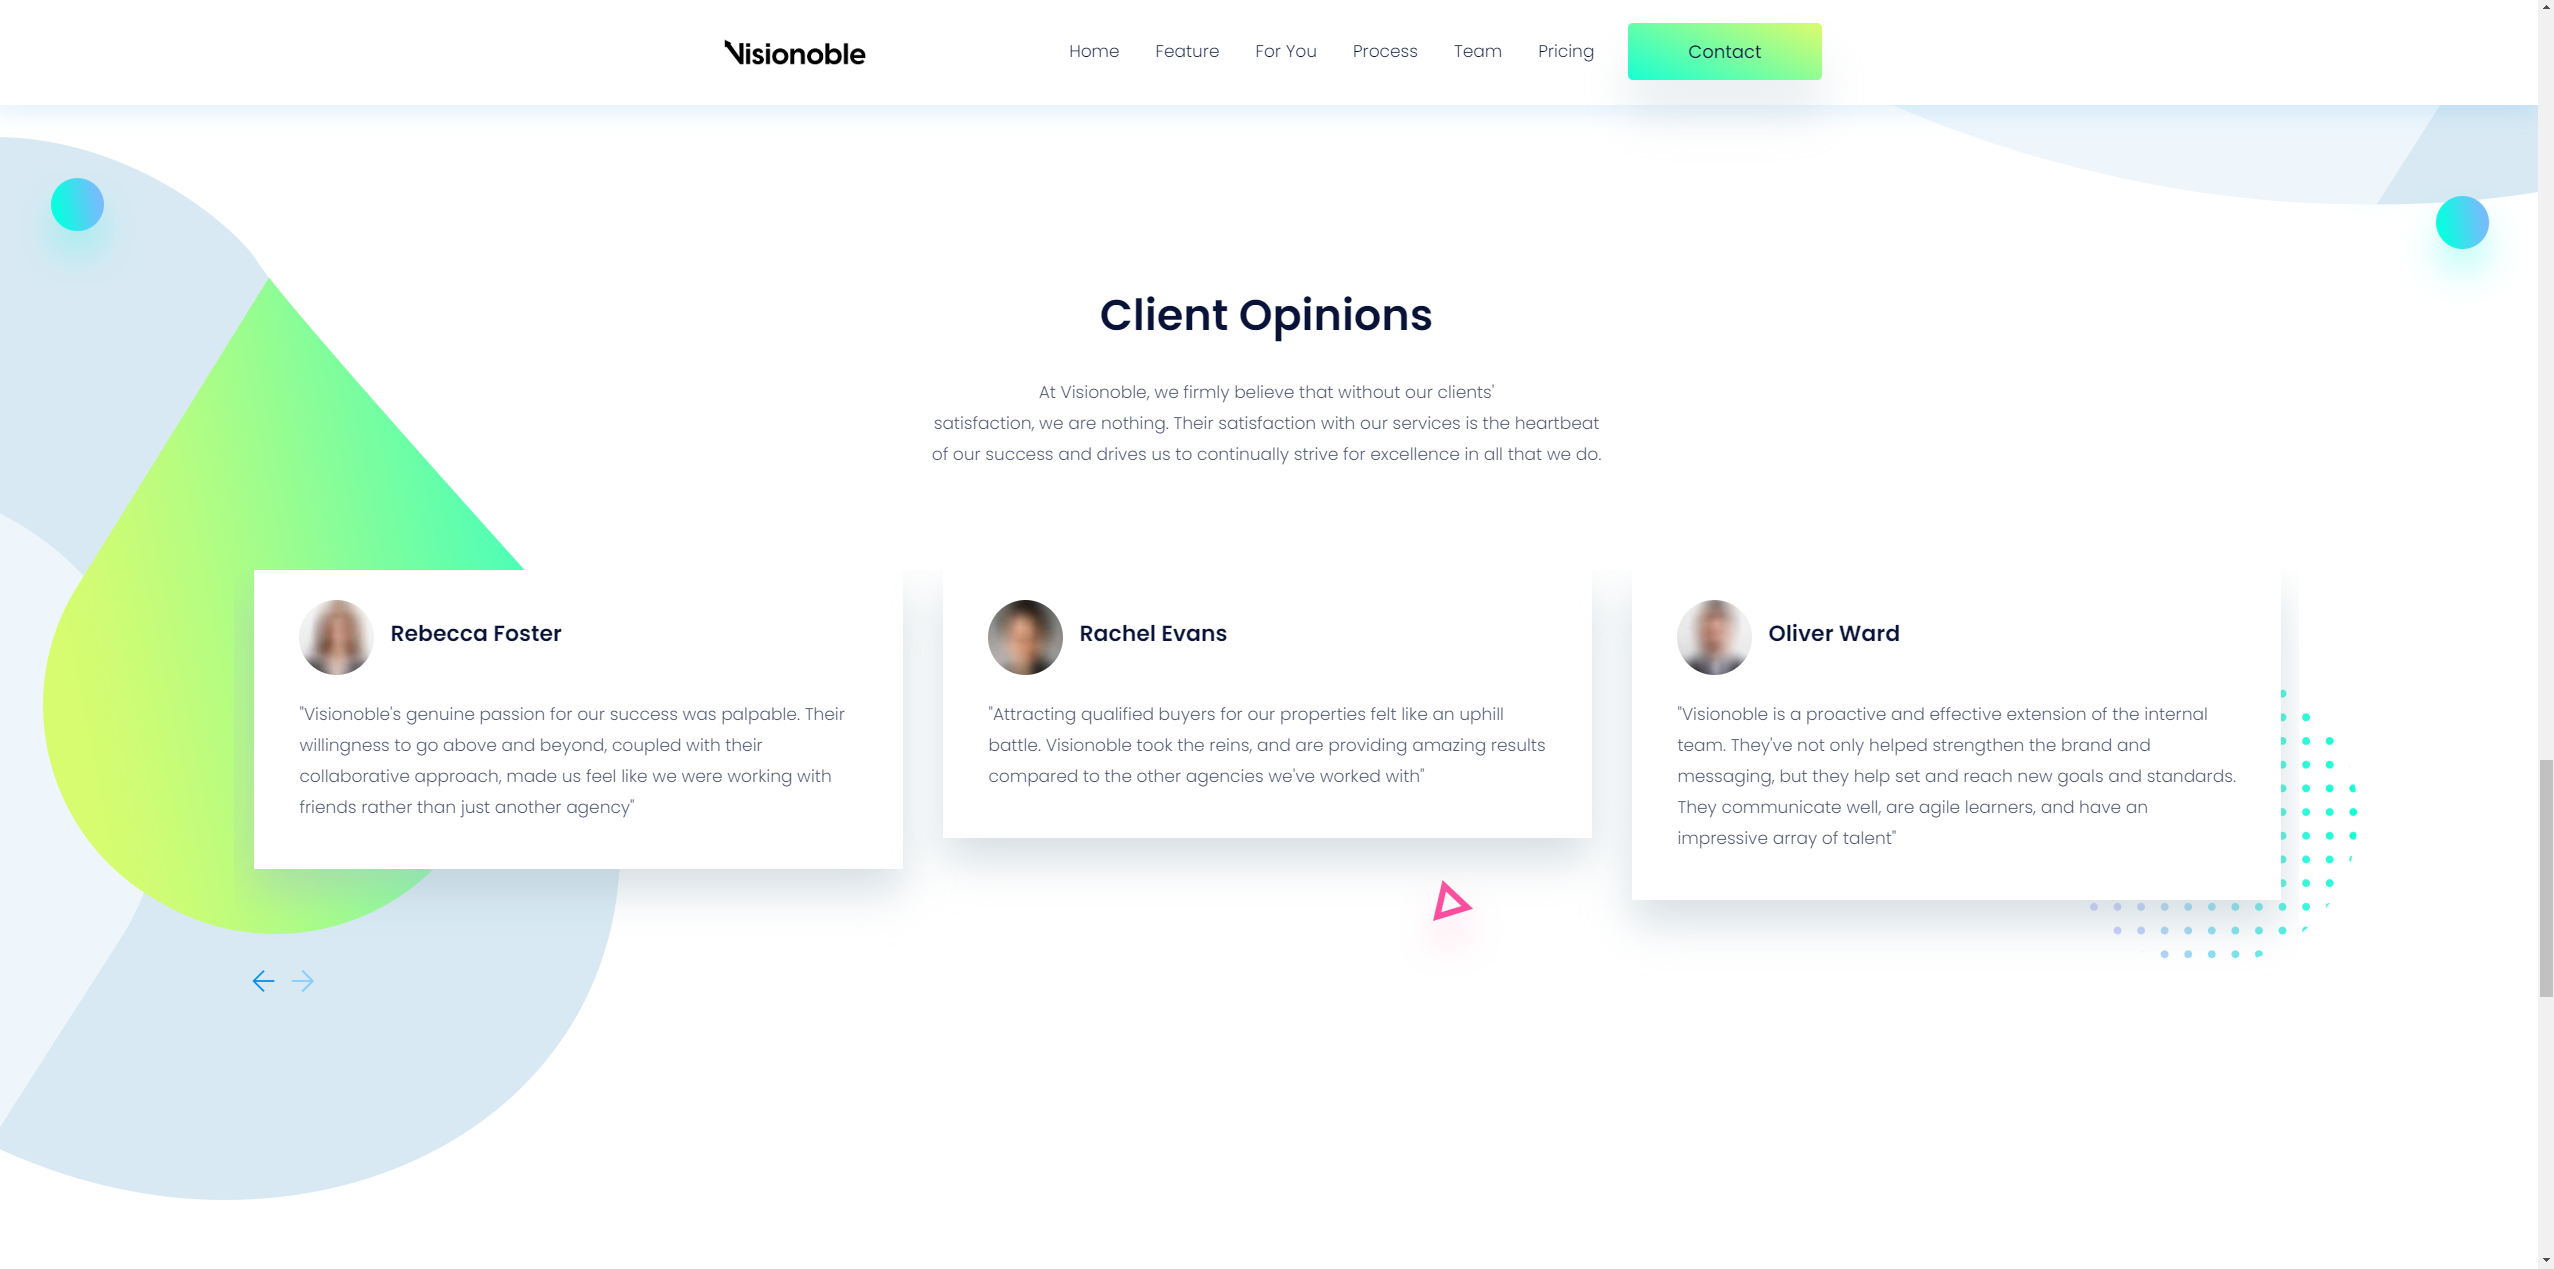 Visionoble
Home Feature For You Process Team Pricing Contact
Client Opinions
At Visionoble, we firmly believe that without our clients'
satisfaction, we are nothing. Their satisfaction with our services is the heartbeat
of our success and drives us to continually strive for excellence in all that we do.
Rebecca Foster
"Visionoble's genuine passion for our success was palpable. Their
willingness to go above and beyond, coupled with their
collaborative approach, made us feel like we were working with
friends rather than just another agency"
Rachel Evans
"Attracting qualified buyers for our properties felt like an uphill
battle. Visionoble took the reins, and are providing amazing results
compared to the other agencies we've worked with"
Oliver Ward
"Visionoble is a proactive and effective extension of the internal
team. They've not only helped strengthen the brand and
messaging, but they help set and reach new goals and standards.
They communicate well, are agile learners, and have an
impressive array of talent"